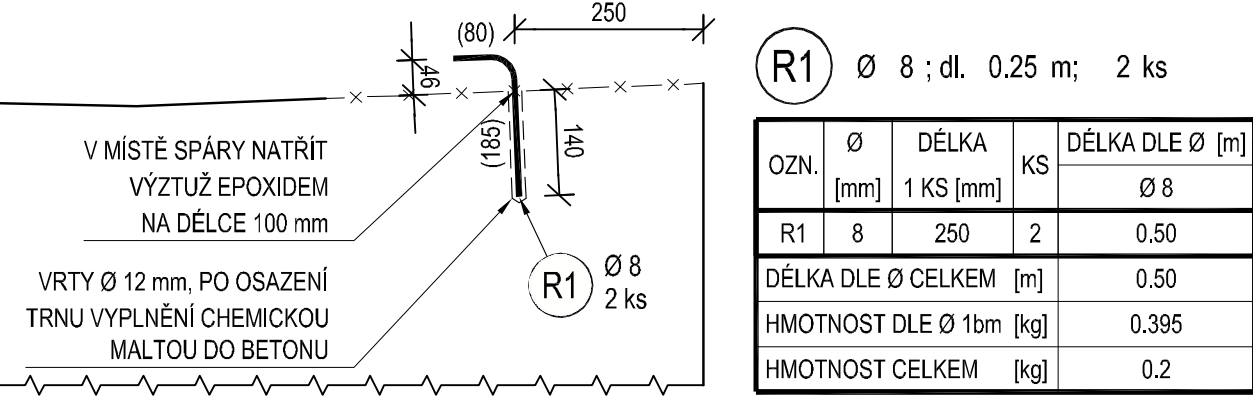 250
(80)
46
(185)
140
V MÍSTĚ SPÁRY NATŘÍT
VÝZTUŽ EPOXIDEM
NA DÉLCE 100 mm
VRTY Ø 12 mm, PO OSAZENÍ
TRNU VYPLNĚNÍ CHEMICKOU
MALTOU DO BETONU
R1 Ø 8
2 ks
R1 Ø 8 ; dl. 0.25 m; 2 ks
OZN. Ø [mm] DÉLKA 1 KS [mm] KS DÉLKA DLE Ø [m]
Ø 8
R1 8 250 2 0.50
DÉLKA DLE Ø CELKEM [m] 0.50
HMOTNOST DLE Ø 1bm [kg] 0.395
HMOTNOST CELKEM [kg] 0.2